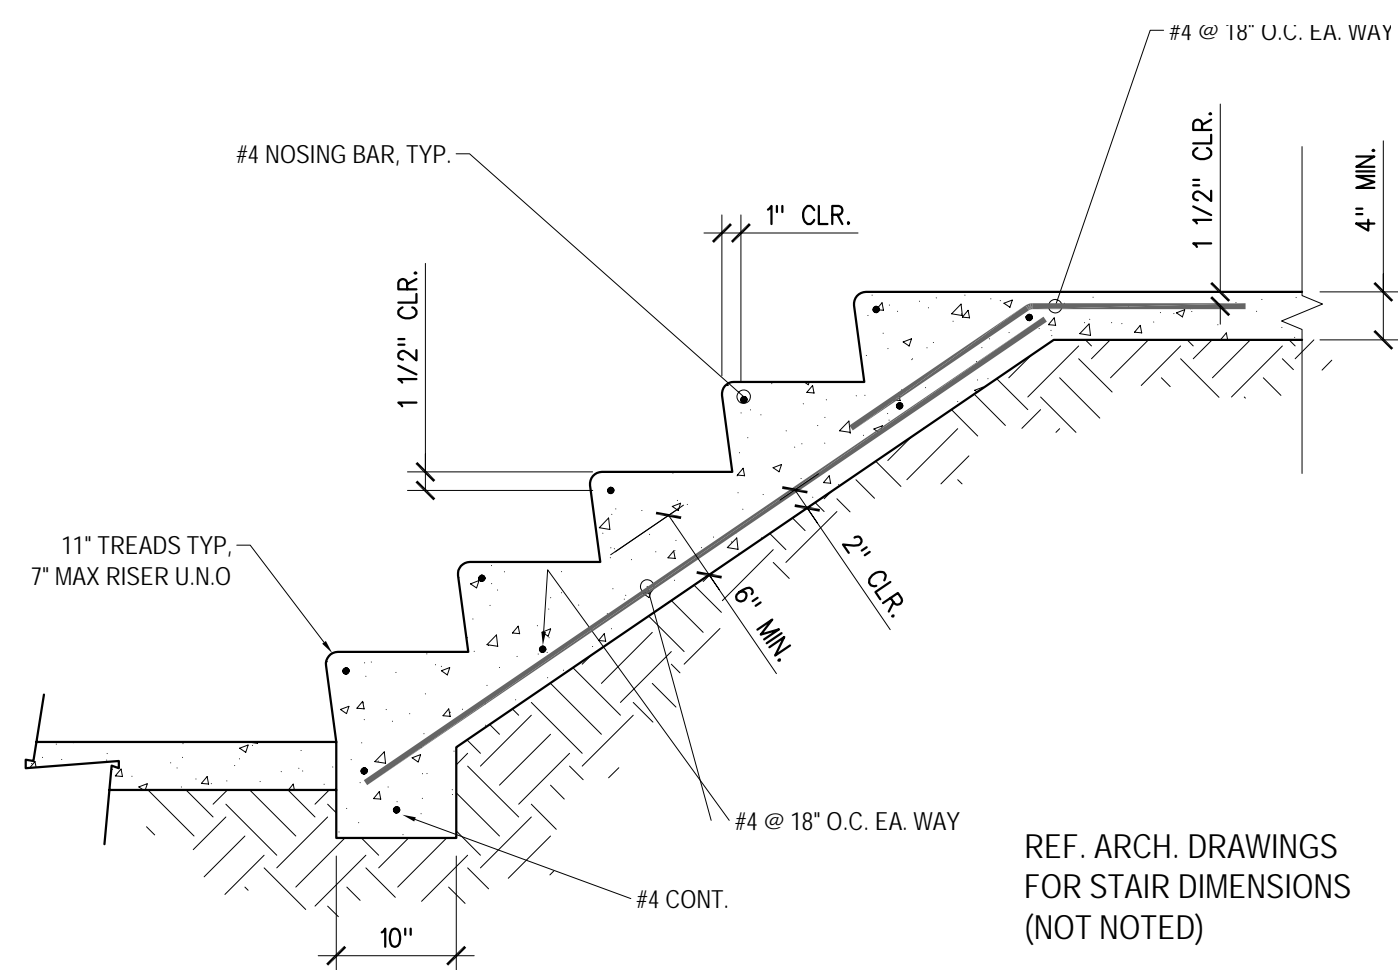 #4 @ 18" O.C. EA. WAY
#4 NOSING BAR, TYP.
1" CLR.
1 1/2" CLR.
4" MIN.
1 1/2" CLR.
11" TREADS TYP,
7" MAX RISER U.N.O
2" CLR.
6" MIN.
#4 @ 18" O.C. EA. WAY
#4 CONT.
10"
REF. ARCH. DRAWINGS
FOR STAIR DIMENSIONS
(NOT NOTED)